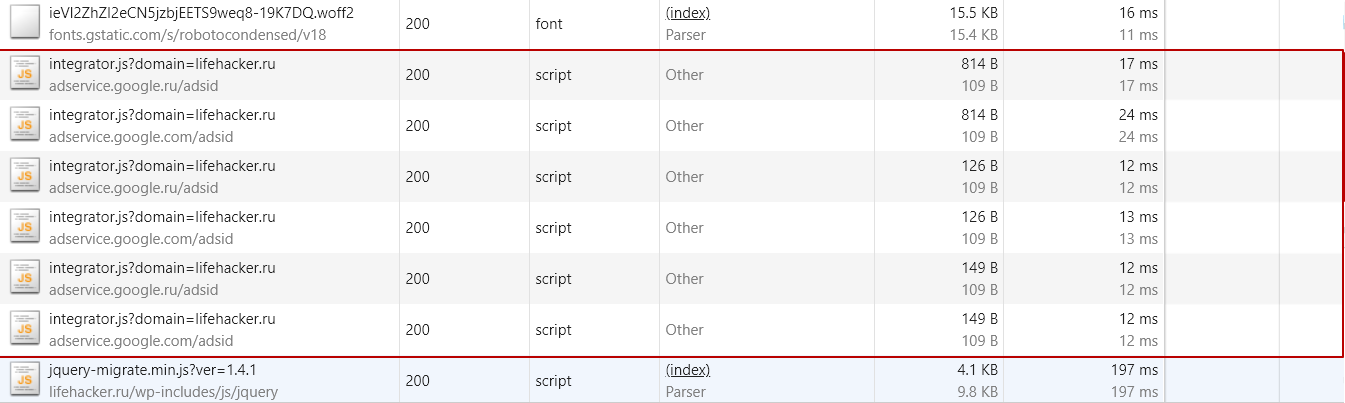 ieVl2ZhZI2eCN5jzbjEETS9weq8-19K7DQ.woff2 200 font (index) 15.5 KB 16 ms
fonts.gstatic.com/s/robotocondensed/v18 Parser 15.4 KB 11 ms
integrator.js?domain=lifehacker.ru 200 script Other 814 B 17 ms
adservice.google.ru/adsid 109 B 17 ms
integrator.js?domain=lifehacker.ru 200 script Other 814 B 24 ms
adservice.google.com/adsid 109 B 24 ms
integrator.js?domain=lifehacker.ru 200 script Other 126 B 12 ms
adservice.google.ru/adsid 109 B 12 ms
integrator.js?domain=lifehacker.ru 200 script Other 126 B 13 ms
adservice.google.com/adsid 109 B 13 ms
integrator.js?domain=lifehacker.ru 200 script Other 149 B 12 ms
adservice.google.ru/adsid 109 B 12 ms
integrator.js?domain=lifehacker.ru 200 script Other 149 B 12 ms
adservice.google.com/adsid 109 B 12 ms
jquery-migrate.min.js?ver=1.4.1 200 script (index) 4.1 KB 197 ms
lifehacker.ru/wp-includes/js/jquery Parser 9.8 KB 197 ms